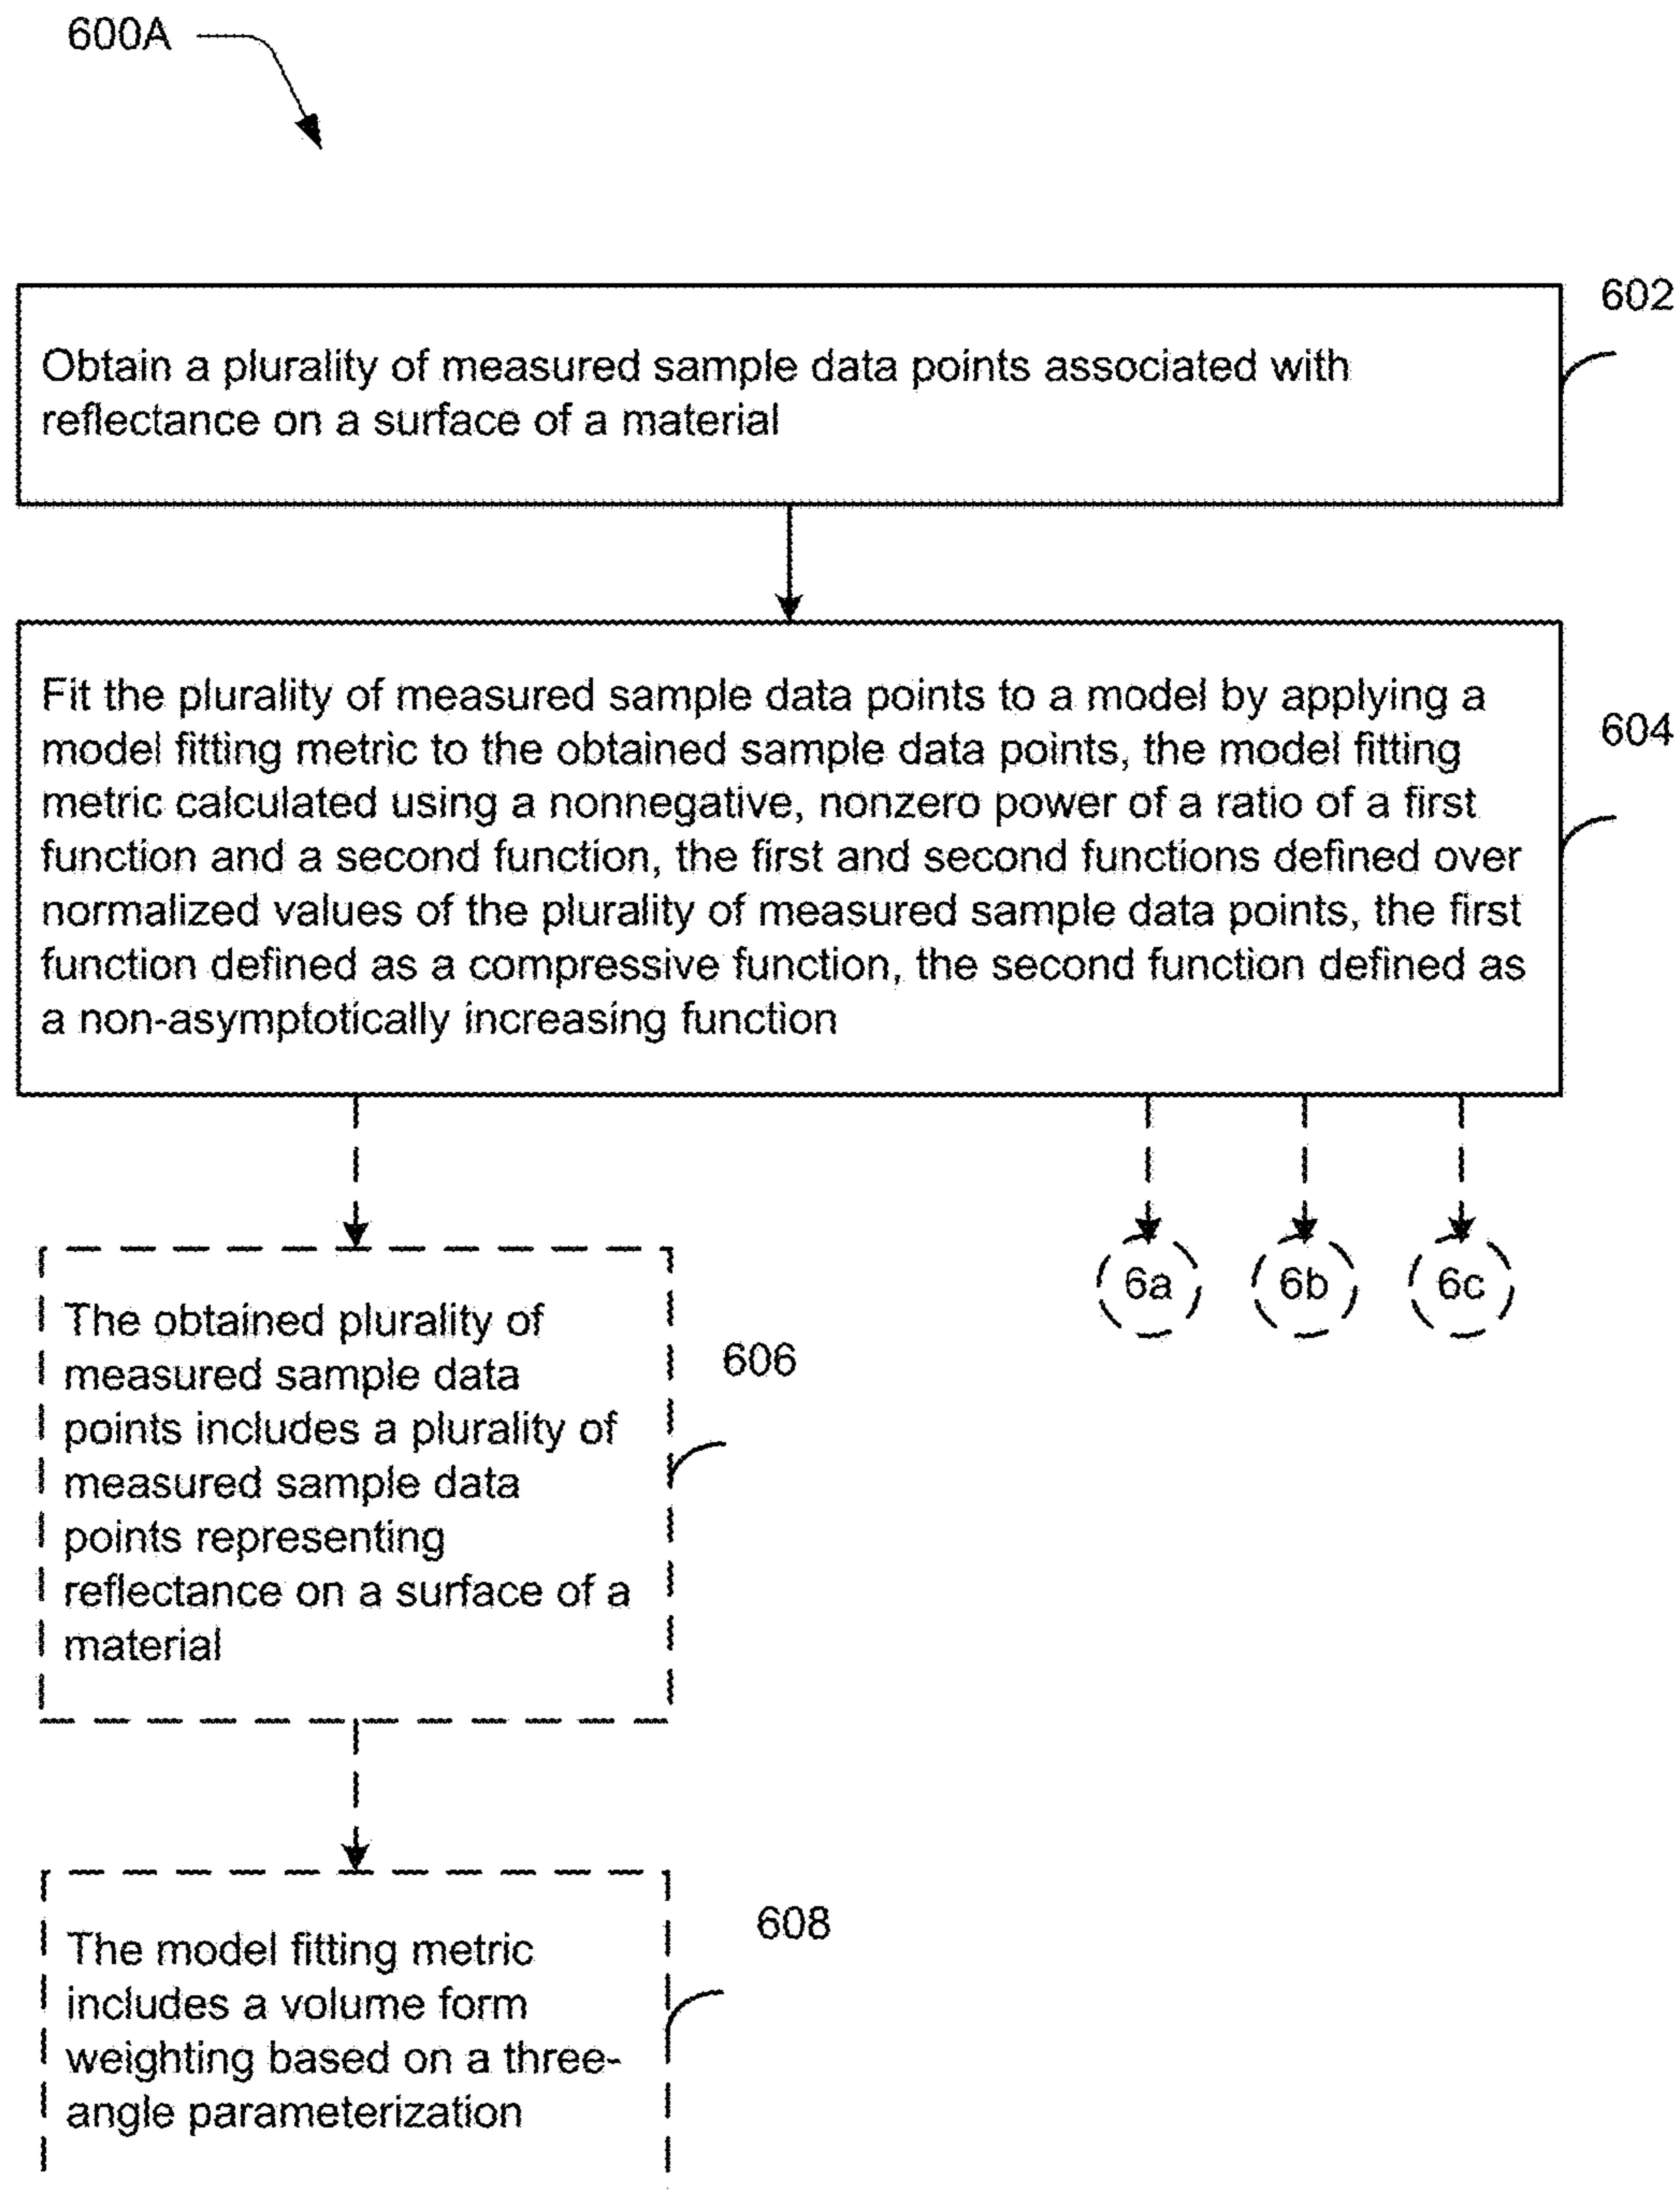 600A
602
Obtain a plurality of measured sample data points associated with
reflectance on a surface of a material
604
Fit the plurality of measured sample data points to a model by applying a
model fitting metric to the obtained sample data points, the model fitting
metric calculated using a nonnegative, nonzero power of a ratio of a first
function and a second function, the first and second functions defined over
normalized values of the plurality of measured sample data points, the first
function defined as a compressive function, the second function defined as
a non-asymptotically increasing function
6a
6b
6c
606
The obtained plurality of
measured sample data
points includes a plurality of
measured sample data
points representing
reflectance on a surface of a
material
608
The model fitting metric
includes a volume form
weighting based on a three-
angle parameterization